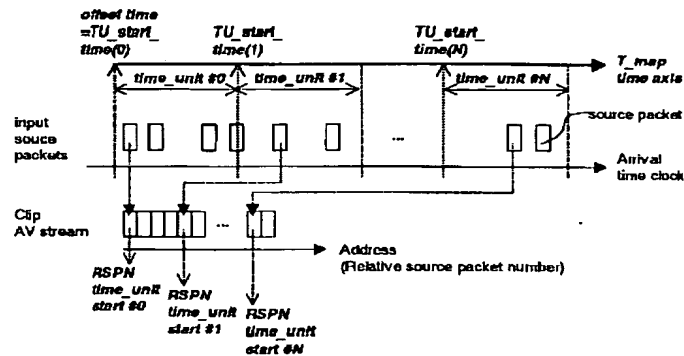 offset time
=TU_start_
time(0)
TU_start_
time(1)
TU_start_
time(N)
T_map
time axis
time_unit #0
time_unit #1
time_unit #N
input
souce
packets
...
source packet
Arrival
time clock
Clip
AV stream
...
Address
(Relative source packet number)
RSPN
time_unit
start #0
RSPN
time_unit
start #1
RSPN
time_unit
start #N